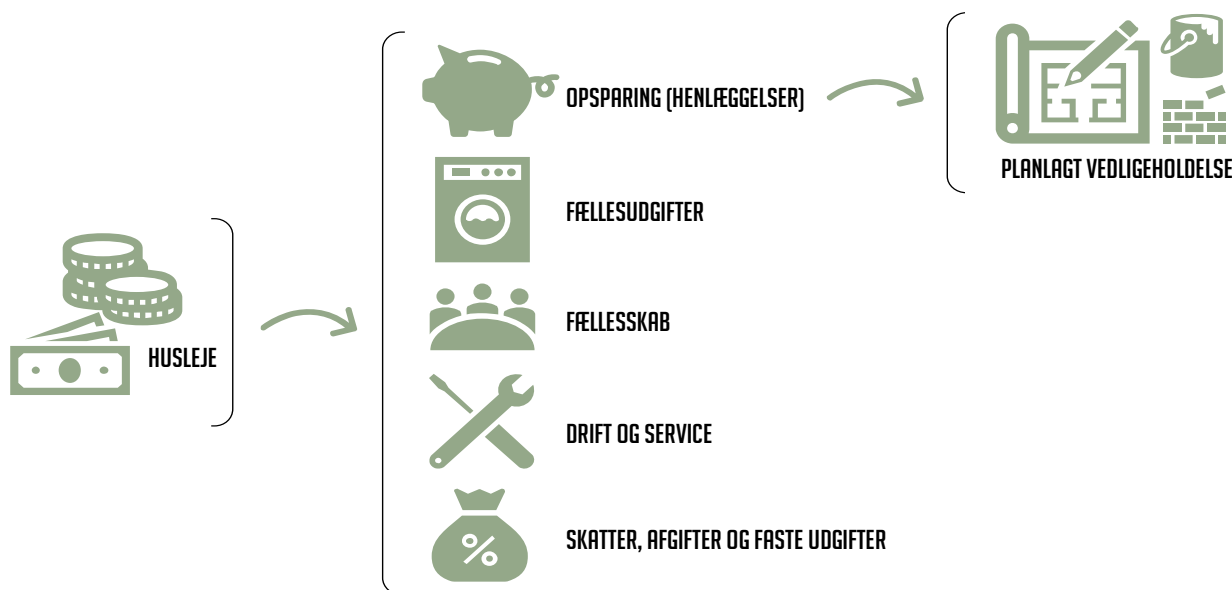 HUSLEJE
OPSPARING (HENLÆGGELSER)
FÆLLESUDGIFTER
FÆLLESSKAB
DRIFT OG SERVICE
%
SKATTER, AFGIFTER OG FASTE UDGIFTER
PLANLAGT VEDLIGEHOLDELSE